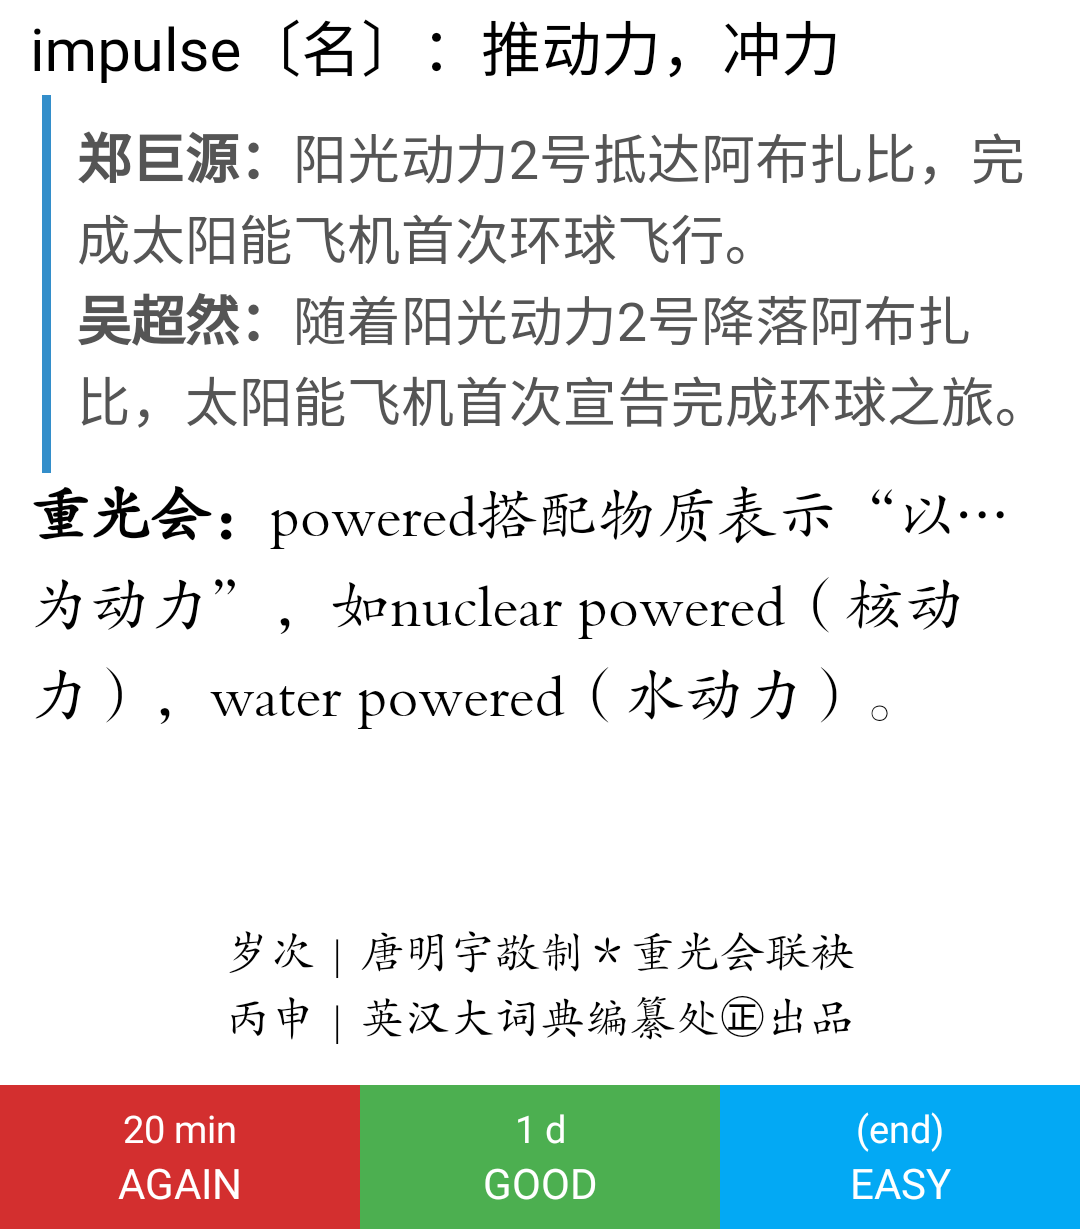 impulse〔名〕：推动力，冲力
郑巨源：阳光动力2号抵达阿布扎比，完
成太阳能飞机首次环球飞行。
吴超然：随着阳光动力2号降落阿布扎
比，太阳能飞机首次宣告完成环球之旅。
重光会：powered搭配物质表示“以…
为动力”，如nuclear powered（核动
力），water powered（水动力）。
岁次｜唐明宇敬制＊重光会联袂
丙申｜英汉大词典编纂处㊣出品
20 min
AGAIN
1 d
GOOD
(end)
EASY